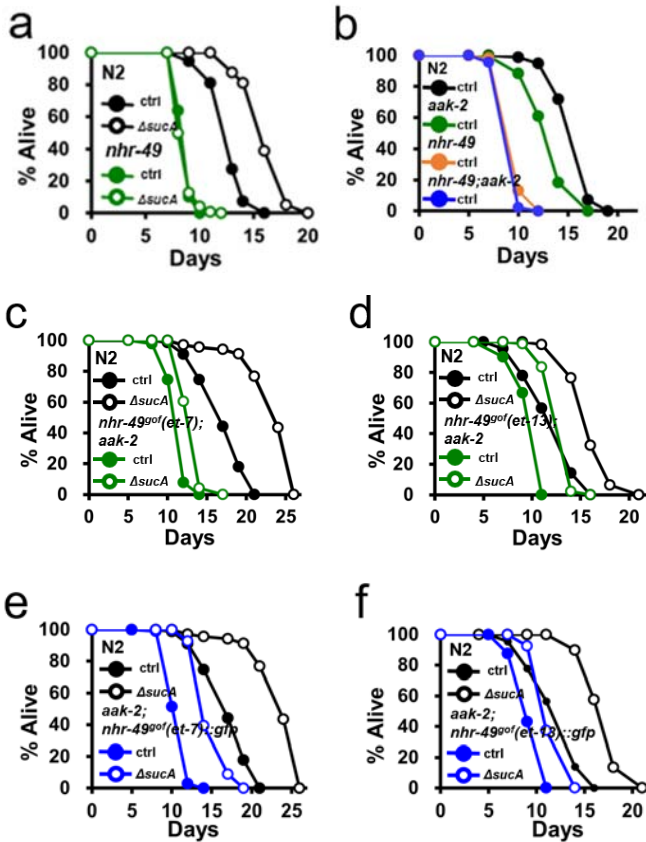 a
% Alive
100
80
60
40
20
0
N2
ctrl
ΔsucA
nhr-49
ctrl
ΔsucA
0 5 10 15 20
Days
b
% Alive
100
80
60
40
20
0
N2
ctrl
aak-2
ctrl
nhr-49
ctrl
nhr-49;aak-2
ctrl
0 5 10 15 20
Days
c
% Alive
100
80
60
40
20
0
N2
ctrl
ΔsucA
nhr-49gof(et-7);
aak-2
ctrl
ΔsucA
0 5 10 15 20 25
Days
d
% Alive
100
80
60
40
20
0
N2
ctrl
ΔsucA
nhr-49gof(et-13);
aak-2
ctrl
ΔsucA
0 5 10 15 20
Days
e
% Alive
100
80
60
40
20
0
N2
ctrl
ΔsucA
aak-2;
nhr-49gof(et-7)::gfp
ctrl
ΔsucA
0 5 10 15 20 25
Days
f
% Alive
100
80
60
40
20
0
N2
ctrl
ΔsucA
aak-2;
nhr-49gof(et-13)::gfp
ctrl
ΔsucA
0 5 10 15 20
Days